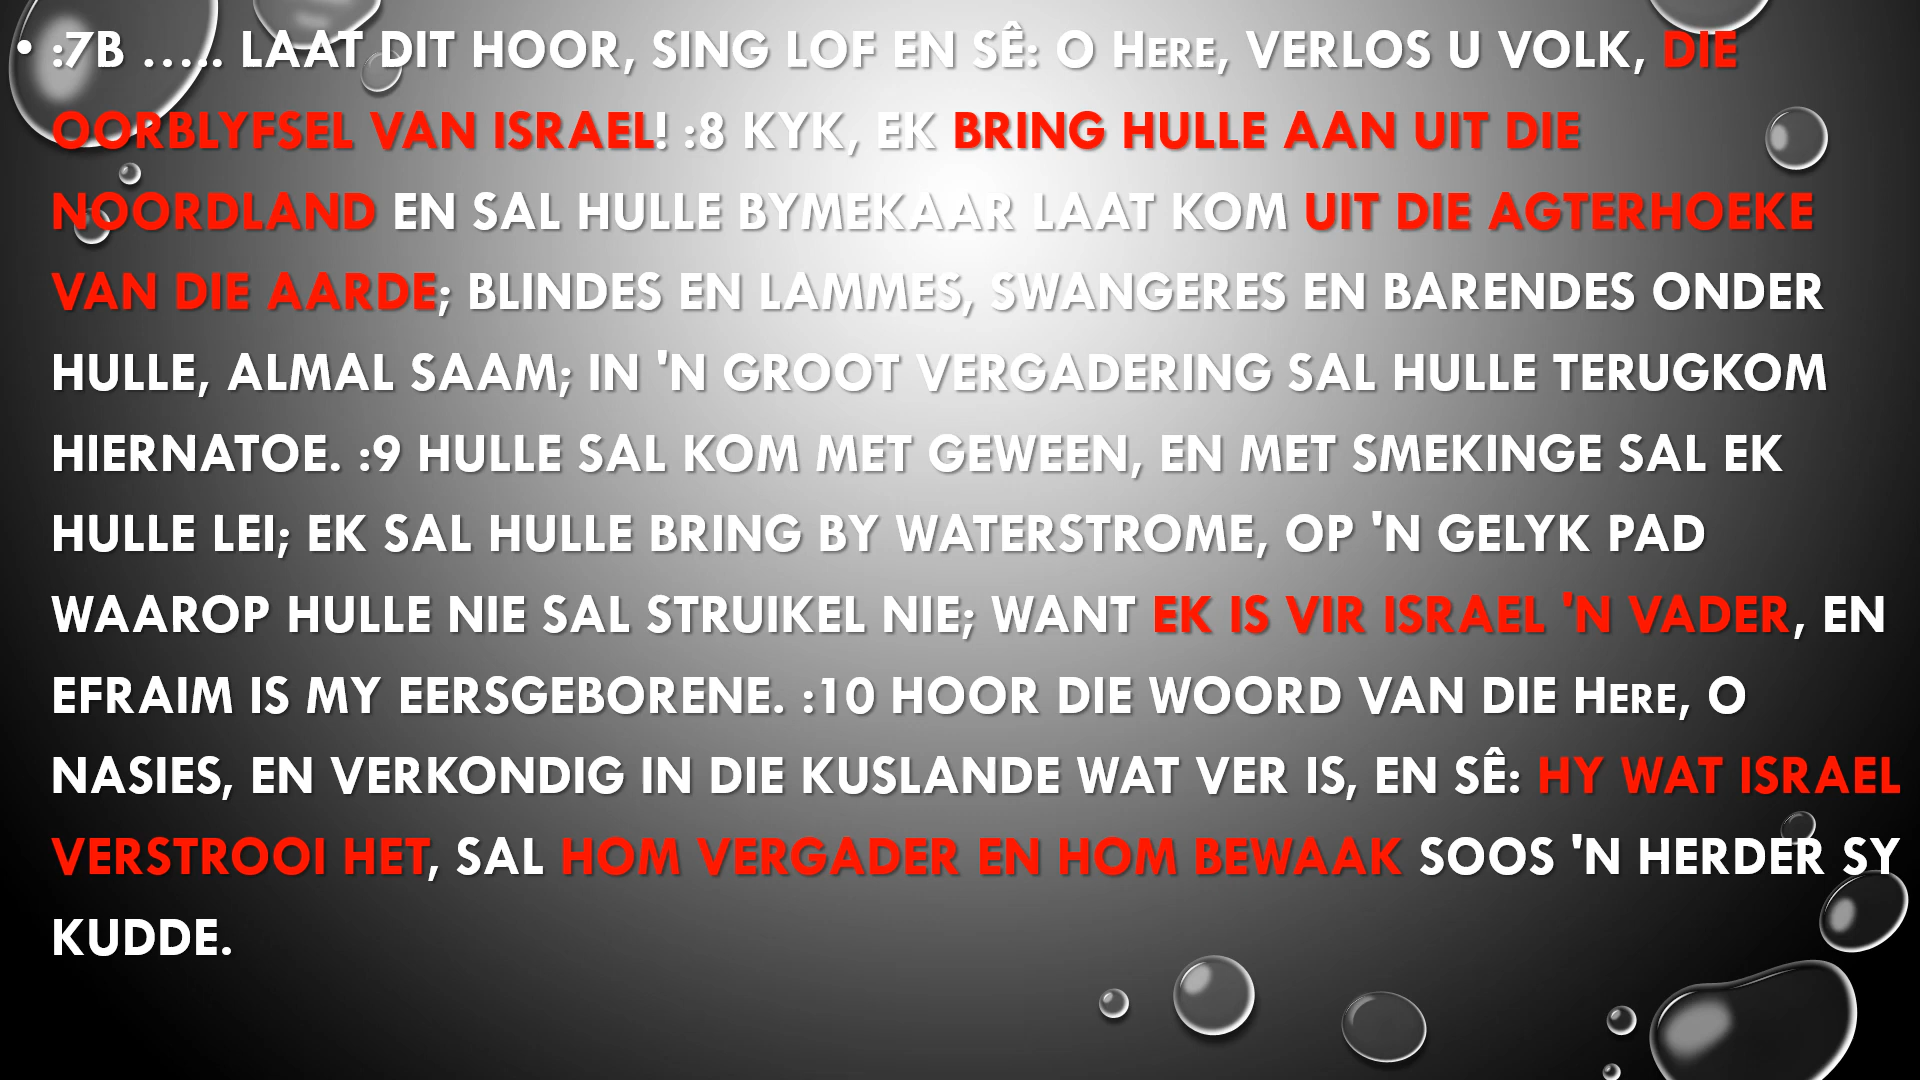 • :7B ….. LAAT DIT HOOR, SING LOF EN SÊ: O HERE, VERLOS U VOLK, DIE
OORBLYFSEL VAN ISRAEL! :8 KYK, EK BRING HULLE AAN UIT DIE
NOORDLAND EN SAL HULLE BYMEKAAR LAAT KOM UIT DIE AGTERHOEKE
VAN DIE AARDE; BLINDES EN LAMMES, SWANGERES EN BARENDES ONDER
HULLE, ALMAL SAAM; IN 'N GROOT VERGADERING SAL HULLE TERUGKOM
HIERNATOE. :9 HULLE SAL KOM MET GEWEEN, EN MET SMEKINGE SAL EK
HULLE LEI; EK SAL HULLE BRING BY WATERSTROME, OP 'N GELYK PAD
WAAROP HULLE NIE SAL STRUIKEL NIE; WANT EK IS VIR ISRAEL 'N VADER, EN
EFRAIM IS MY EERSGEBORENE. :10 HOOR DIE WOORD VAN DIE HERE, O
NASIES, EN VERKONDIG IN DIE KUSLANDE WAT VER IS, EN SÊ: HY WAT ISRAEL
VERSTROOI HET, SAL HOM VERGADER EN HOM BEWAAK SOOS 'N HERDER SY
KUDDE.